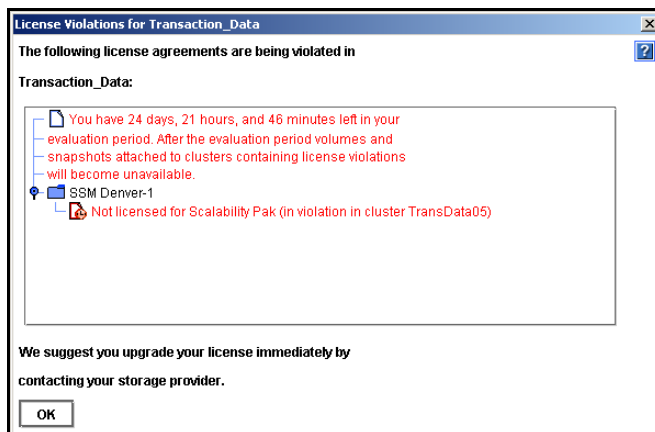 License Violations for Transaction_Data
The following license agreements are being violated in
Transaction_Data:
You have 24 days, 21 hours, and 46 minutes left in your
evaluation period. After the evaluation period volumes and
snapshots attached to clusters containing license violations
will become unavailable.
SSM Denver-1
Not licensed for Scalability Pak (in violation in cluster TransData05)
We suggest you upgrade your license immediately by
contacting your storage provider.
OK